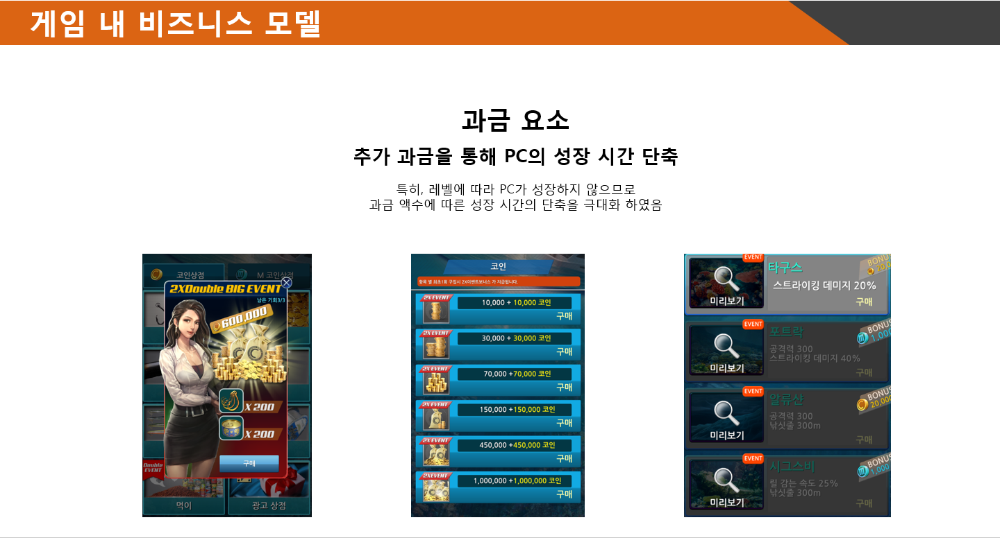 게임 내 비즈니스 모델
과금 요소
추가 과금을 통해 PC의 성장 시간 단축
특히, 레벨에 따라 PC가 성장하지 않으므로
과금 액수에 따른 성장 시간의 단축을 극대화 하였음
코인상점
M 코인상점
2XDouble BIG EVENT
남은 기회3/3
600,000
X 200
X 200
구매
Double
EVENT
먹이
광고 상점
코인
항목 별 최초1회 구입시 2X이벤트보너스 가 지급됩니다.
2X EVENT
10,000 + 10,000 코인
구매
2X EVENT
30,000 + 30,000 코인
구매
2X EVENT
70,000 +70,000 코인
구매
2X EVENT
150,000 +150,000 코인
구매
2X EVENT
450,000 +450,000 코인
구매
2X EVENT
1,000,000 +1,000,000 코인
구매
EVENT
타구스
BONUS
20,0
스트라이킹 데미지 20%
미리보기
구매
EVENT
포트락
BONUS
1,000
공격력 300
스트라이킹 데미지 40%
미리보기
구매
EVENT
알류샨
BONUS
20,000
공격력 300
낚싯줄 300m
미리보기
구매
EVENT
시그스비
BONUS
1,000
릴 감는 속도 25%
낚싯줄 300m
미리보기
구매